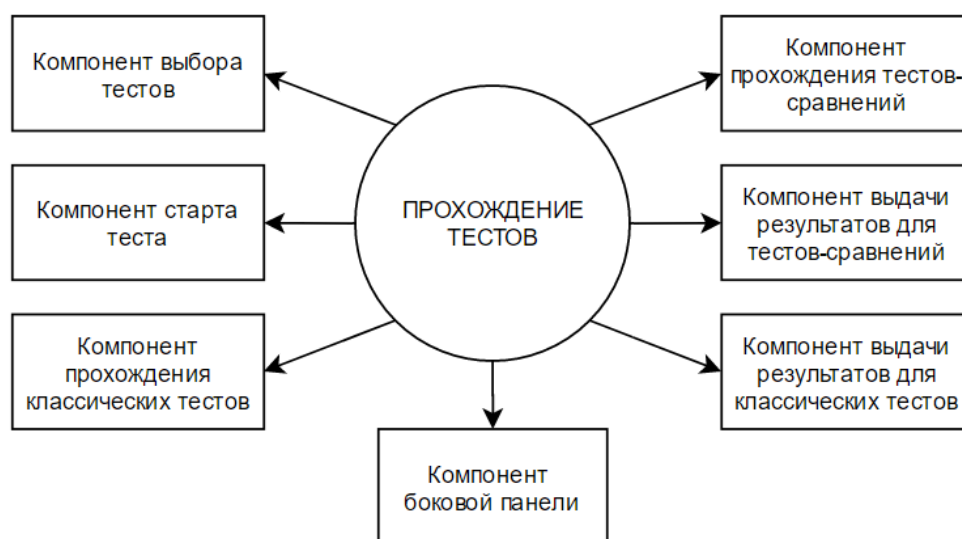 Компонент выбора
тестов
Компонент старта
теста
Компонент
прохождения
классических тестов
ПРОХОЖДЕНИЕ
ТЕСТОВ
Компонент
боковой панели
Компонент
прохождения тестов-
сравнений
Компонент выдачи
результатов для
тестов-сравнений
Компонент выдачи
результатов для
классических тестов